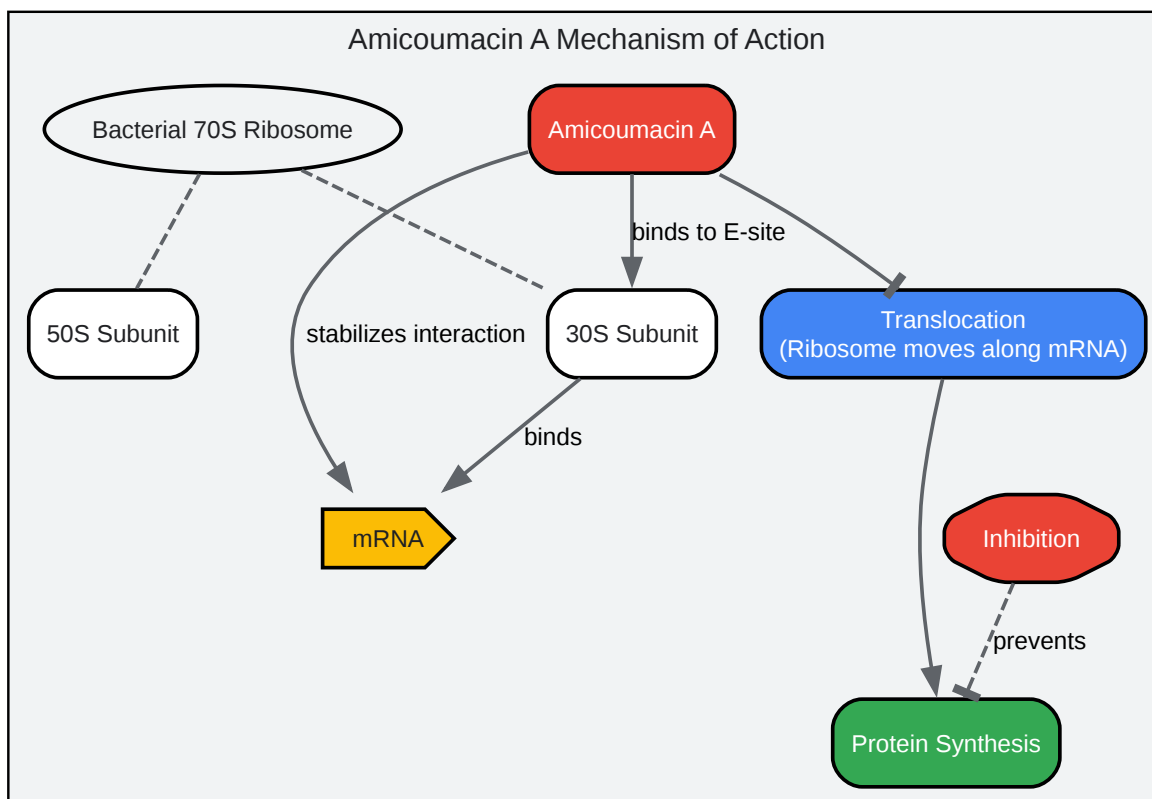 Amicoumacin A Mechanism of Action
Bacterial 70S Ribosome
Amicoumacin A
binds to E-site
50S Subunit
stabilizes interaction
30S Subunit
Translocation
(Ribosome moves along mRNA)
binds
mRNA
Inhibition
prevents
Protein Synthesis